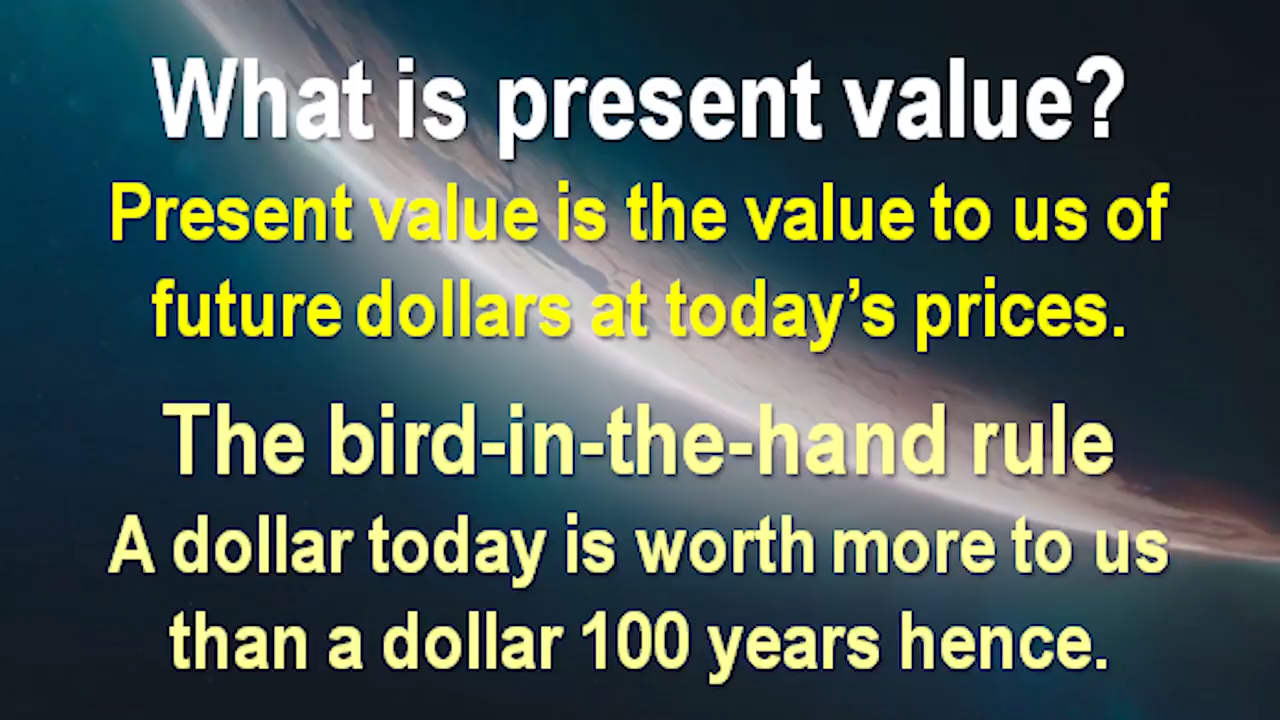 What is present value?
Present value is the value to us of
future dollars at today’s prices.
The bird-in-the-hand rule
A dollar today is worth more to us
than a dollar 100 years hence.